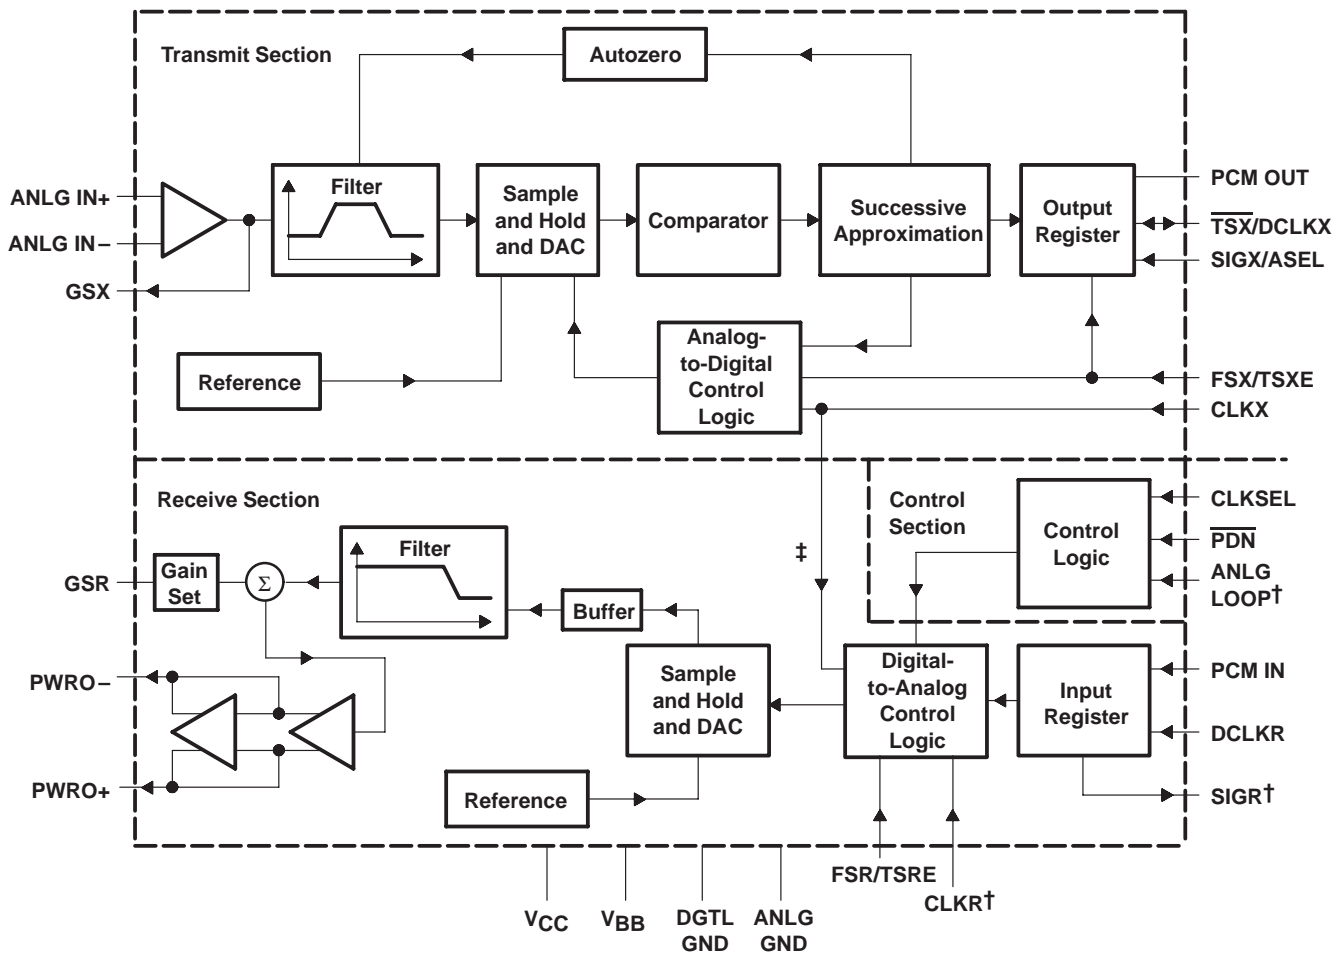 Transmit Section
Autozero
ANLG IN+
ANLG IN−
GSX
Filter
Sample
and Hold
and DAC
Comparator
Successive
Approximation
Output
Register
PCM OUT
TSX/DCLKX
SIGX/ASEL
Reference
Analog-
to-Digital
Control
Logic
FSX/TSXE
CLKX
Receive Section
Control
Section
Control
Logic
CLKSEL
PDN
ANLG
LOOP†
‡
GSR
Gain
Set
Σ
Filter
Buffer
PWRO−
PWRO+
Sample
and Hold
and DAC
Digital-
to-Analog
Control
Logic
Input
Register
PCM IN
DCLKR
SIGR†
Reference
FSR/TSRE
CLKR†
VCC
VBB
DGTL
GND
ANLG
GND